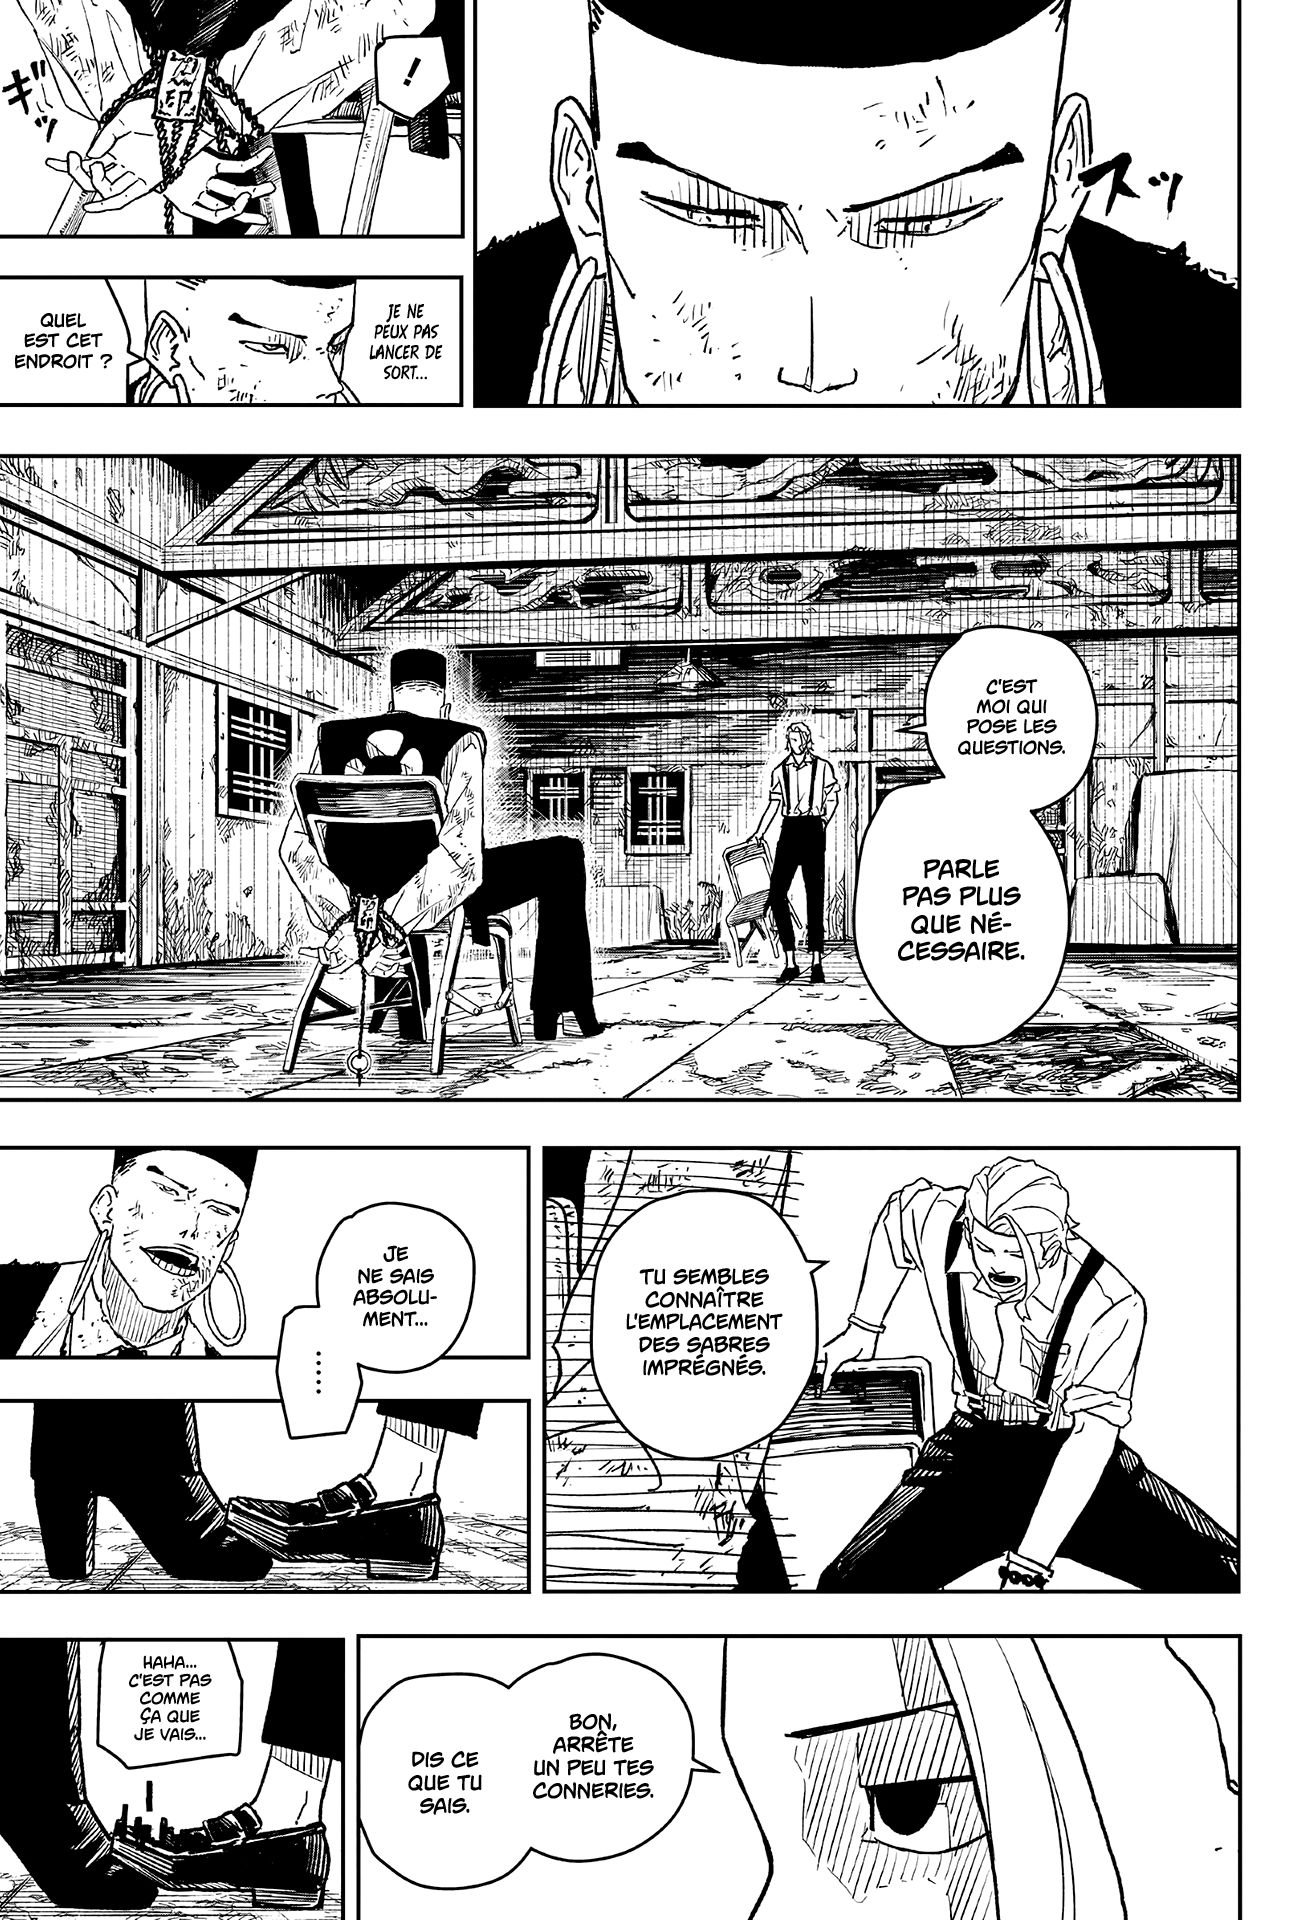 ズッ
!
ギッ
JE NE
PEUX PAS
LANCER DE
SORT...
QUEL
EST CET
ENDROIT ?
C'EST
MOI QUI
POSE LES
QUESTIONS.
PARLE
PAS PLUS
QUE NÉ-
CESSAIRE.
TU SEMBLES
CONNAÎTRE
L'EMPLACEMENT
DES SABRES
IMPRÉGNÉS.
JE
NE SAIS
ABSOLU-
MENT...
......
BON,
ARRÊTE
UN PEU TES
CONNERIES.
DIS CE
QUE TU
SAIS.
HAHA...
C'EST PAS
COMME
ÇA QUE
JE VAIS...